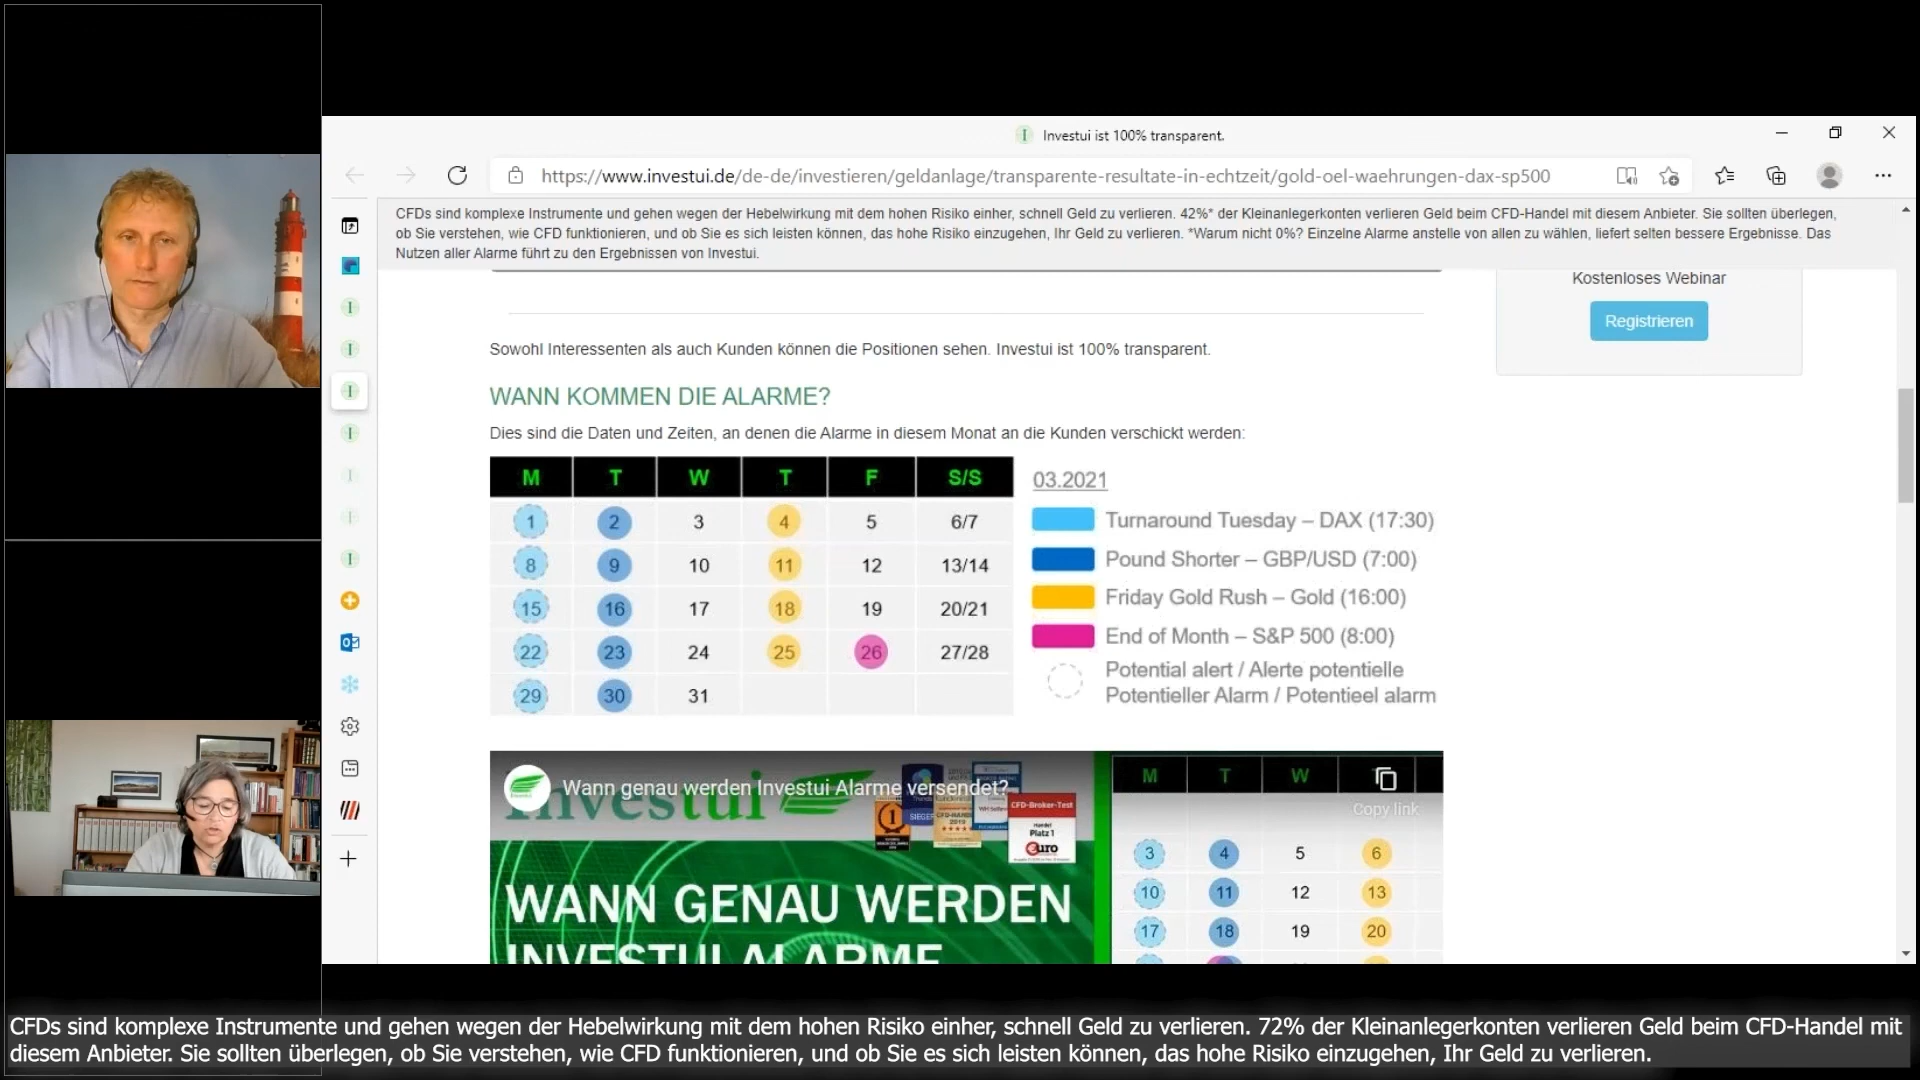 Investui ist 100% transparent.
https://www.investui.de/de-de/investieren/geldanlage/transparente-resultate-in-echtzeit/gold-oel-waehrungen-dax-sp500
CFDs sind komplexe Instrumente und gehen wegen der Hebelwirkung mit dem hohen Risiko einher, schnell Geld zu verlieren. 42%* der Kleinanlegerkonten verlieren Geld beim CFD-Handel mit diesem Anbieter. Sie sollten überlegen,
ob Sie verstehen, wie CFD funktionieren, und ob Sie es sich leisten können, das hohe Risiko einzugehen, Ihr Geld zu verlieren. *Warum nicht 0%? Einzelne Alarme anstelle von allen zu wählen, liefert selten bessere Ergebnisse. Das
Nutzen aller Alarme führt zu den Ergebnissen von Investui.
Kostenloses Webinar
Registrieren
Sowohl Interessenten als auch Kunden können die Positionen sehen. Investui ist 100% transparent.
WANN KOMMEN DIE ALARME?
Dies sind die Daten und Zeiten, an denen die Alarme in diesem Monat an die Kunden verschickt werden:
M T W T F S/S
1 2 3 4 5 6/7
8 9 10 11 12 13/14
15 16 17 18 19 20/21
22 23 24 25 26 27/28
29 30 31
03.2021
Turnaround Tuesday – DAX (17:30)
Pound Shorter – GBP/USD (7:00)
Friday Gold Rush – Gold (16:00)
End of Month – S&P 500 (8:00)
Potential alert / Alerte potentielle
Potentieller Alarm / Potentieel alarm
Wann genau werden Investui Alarme versendet?
investui
CFD-Broker-Test
Platz 1
€uro
WANN GENAU WERDEN
INVESTUI ALARME
M T W
Copy link
3 4 5 6
10 11 12 13
17 18 19 20
CFDs sind komplexe Instrumente und gehen wegen der Hebelwirkung mit dem hohen Risiko einher, schnell Geld zu verlieren. 72% der Kleinanlegerkonten verlieren Geld beim CFD-Handel mit
diesem Anbieter. Sie sollten überlegen, ob Sie verstehen, wie CFD funktionieren, und ob Sie es sich leisten können, das hohe Risiko einzugehen, Ihr Geld zu verlieren.